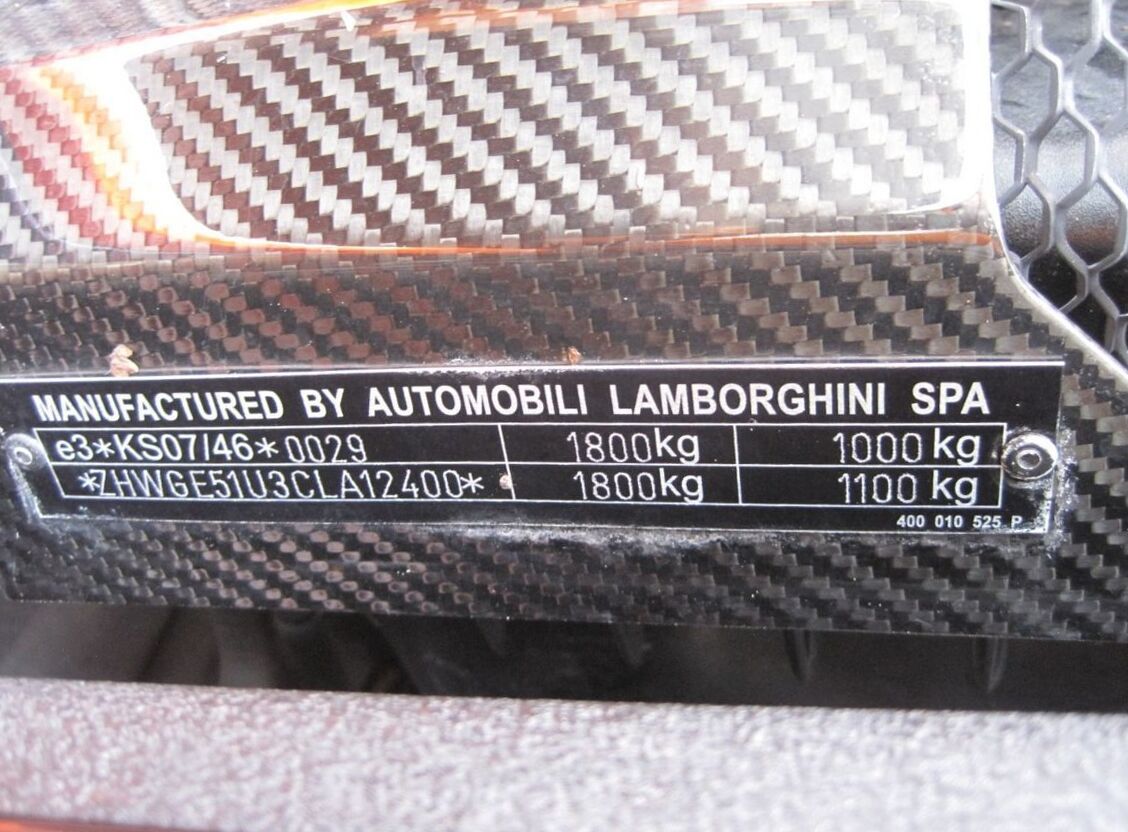 MANUFACTURED BY AUTOMOBILI LAMBORGHINI SPA
e3*KS07/46*0029 1800kg 1000 kg
*ZHWGE51U3CLA12400* 1800kg 1100 kg
400 010 525 P